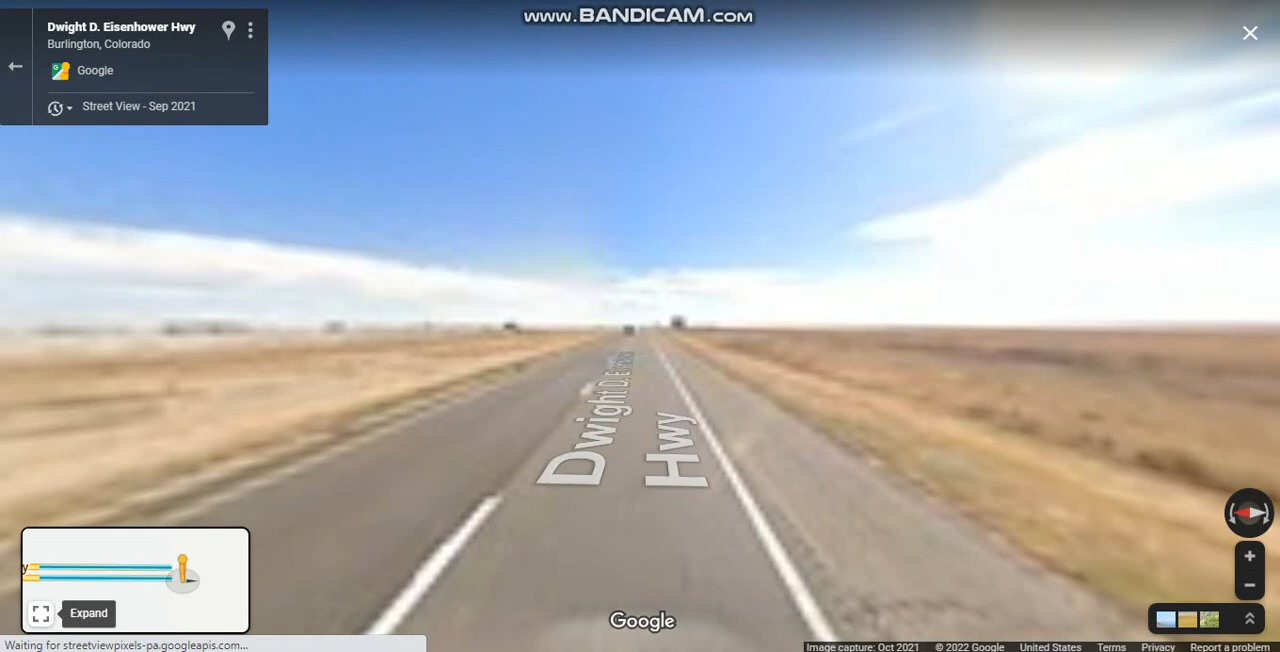 www.BANDICAM.com
Dwight D. Eisenhower Hwy
Burlington, Colorado
Google
Street View - Sep 2021
Dwight D. E
Hwy
y
Expand
Google
Waiting for streetviewpixels-pa.googleapis.com...
Image capture: Oct 2021 © 2022 Google United States Terms Privacy Report a problem